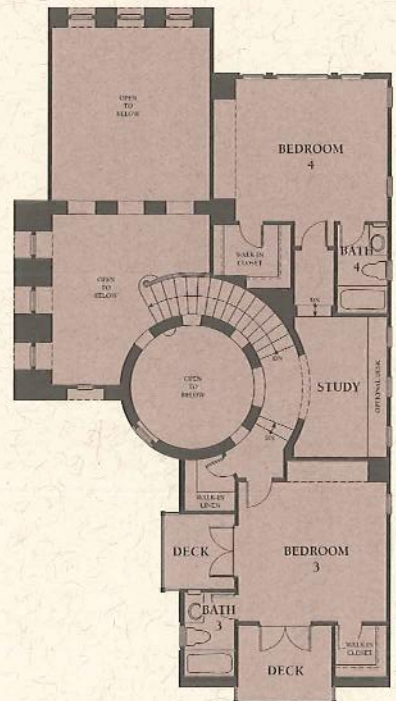 OPEN
TO
BELOW
BEDROOM
4
WALK-IN
CLOSET
BATH
4
OPEN
TO
BELOW
DN
OPEN
TO
BELOW
DN
STUDY
OPTIONAL DESK
DN
WALK-IN
LINEN
DECK
BEDROOM
3
BATH
3
WALK-IN
CLOSET
DECK